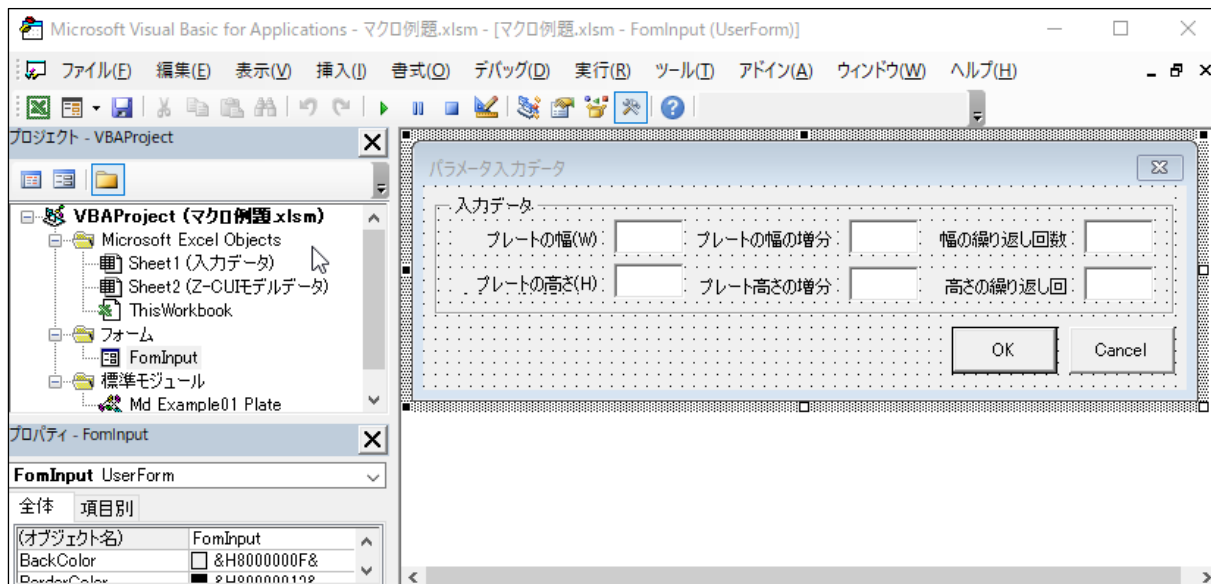 Microsoft Visual Basic for Applications - マクロ例題.xlsm - [マクロ例題.xlsm - FomInput (UserForm)]
ファイル(F) 編集(E) 表示(V) 挿入(I) 書式(O) デバッグ(D) 実行(R) ツール(T) アドイン(A) ウィンドウ(W) ヘルプ(H)
プロジェクト - VBAProject
VBAProject (マクロ例題.xlsm)
Microsoft Excel Objects
Sheet1 (入力データ)
Sheet2 (Z-CUIモデルデータ)
ThisWorkbook
フォーム
FomInput
標準モジュール
Md Example01 Plate
プロパティ - FomInput
FomInput UserForm
全体 項目別
(オブジェクト名) FomInput
BackColor &H8000000F&
パラメータ入力データ
入力データ
プレートの幅(W): プレートの幅の増分: 幅の繰り返し回数:
プレートの高さ(H): プレート高さの増分: 高さの繰り返し回:
OK Cancel